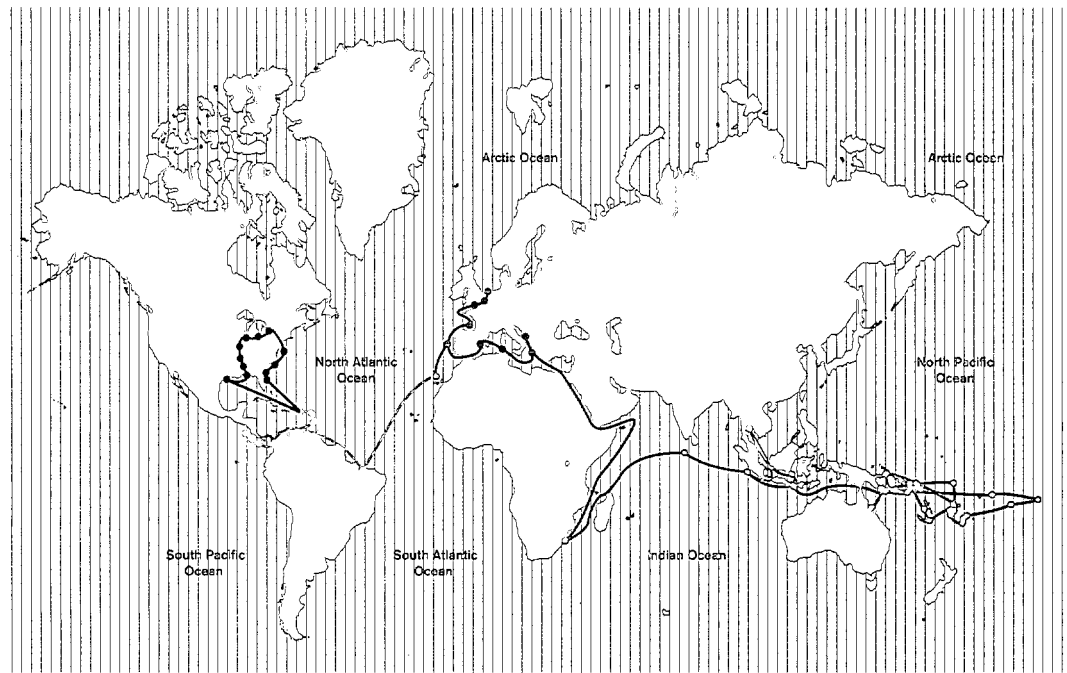 Arctic Ocean
Arctic Ocean
North Atlantic
Ocean
North Pacific
Ocean
South Pacific
Ocean
South Atlantic
Ocean
Indian Ocean